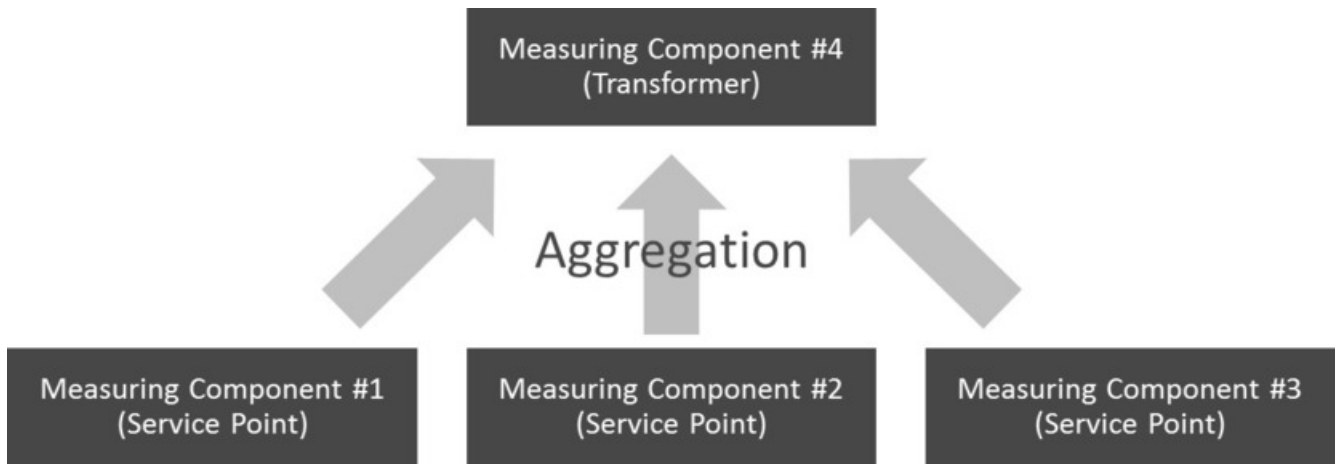 Measuring Component #4
(Transformer)
Aggregation
Measuring Component #1
(Service Point)
Measuring Component #2
(Service Point)
Measuring Component #3
(Service Point)